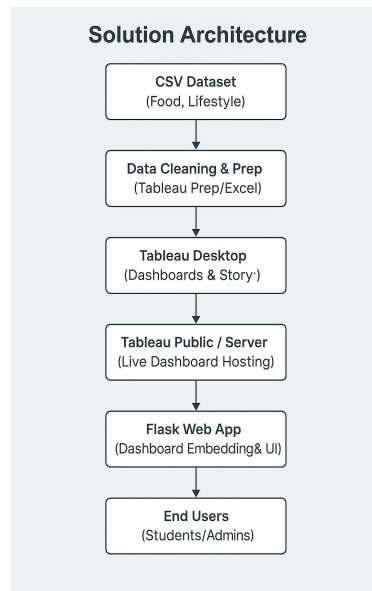 Solution Architecture
CSV Dataset
(Food, Lifestyle)
Data Cleaning & Prep
(Tableau Prep/Excel)
Tableau Desktop
(Dashboards & Story·)
Tableau Public / Server
(Live Dashboard Hosting)
Flask Web App
(Dashboard Embedding& UI)
End Users
(Students/Admins)